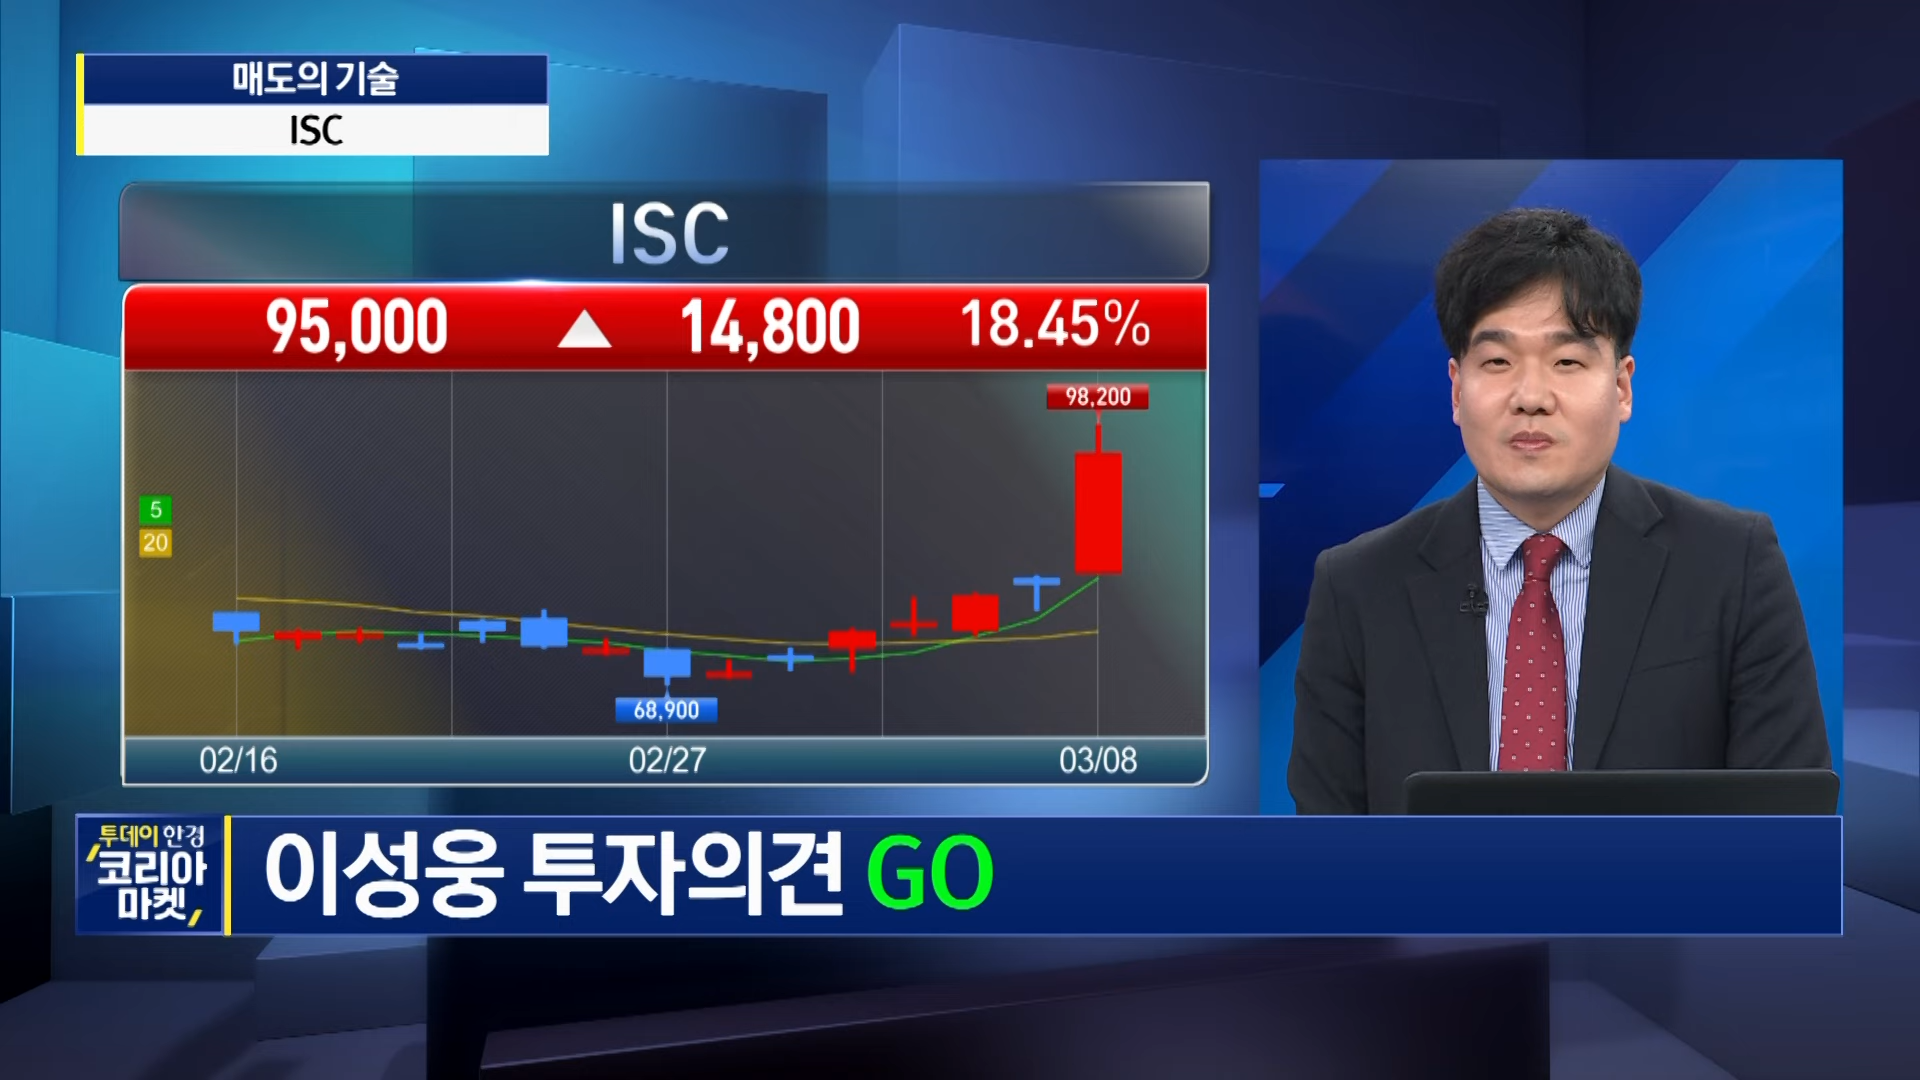 매도의 기술
ISC
ISC
95,000 ▲ 14,800 18.45%
98,200
5
20
68,900
02/16 02/27 03/08
투데이 한경
코리아
마켓
이성웅 투자의견 GO